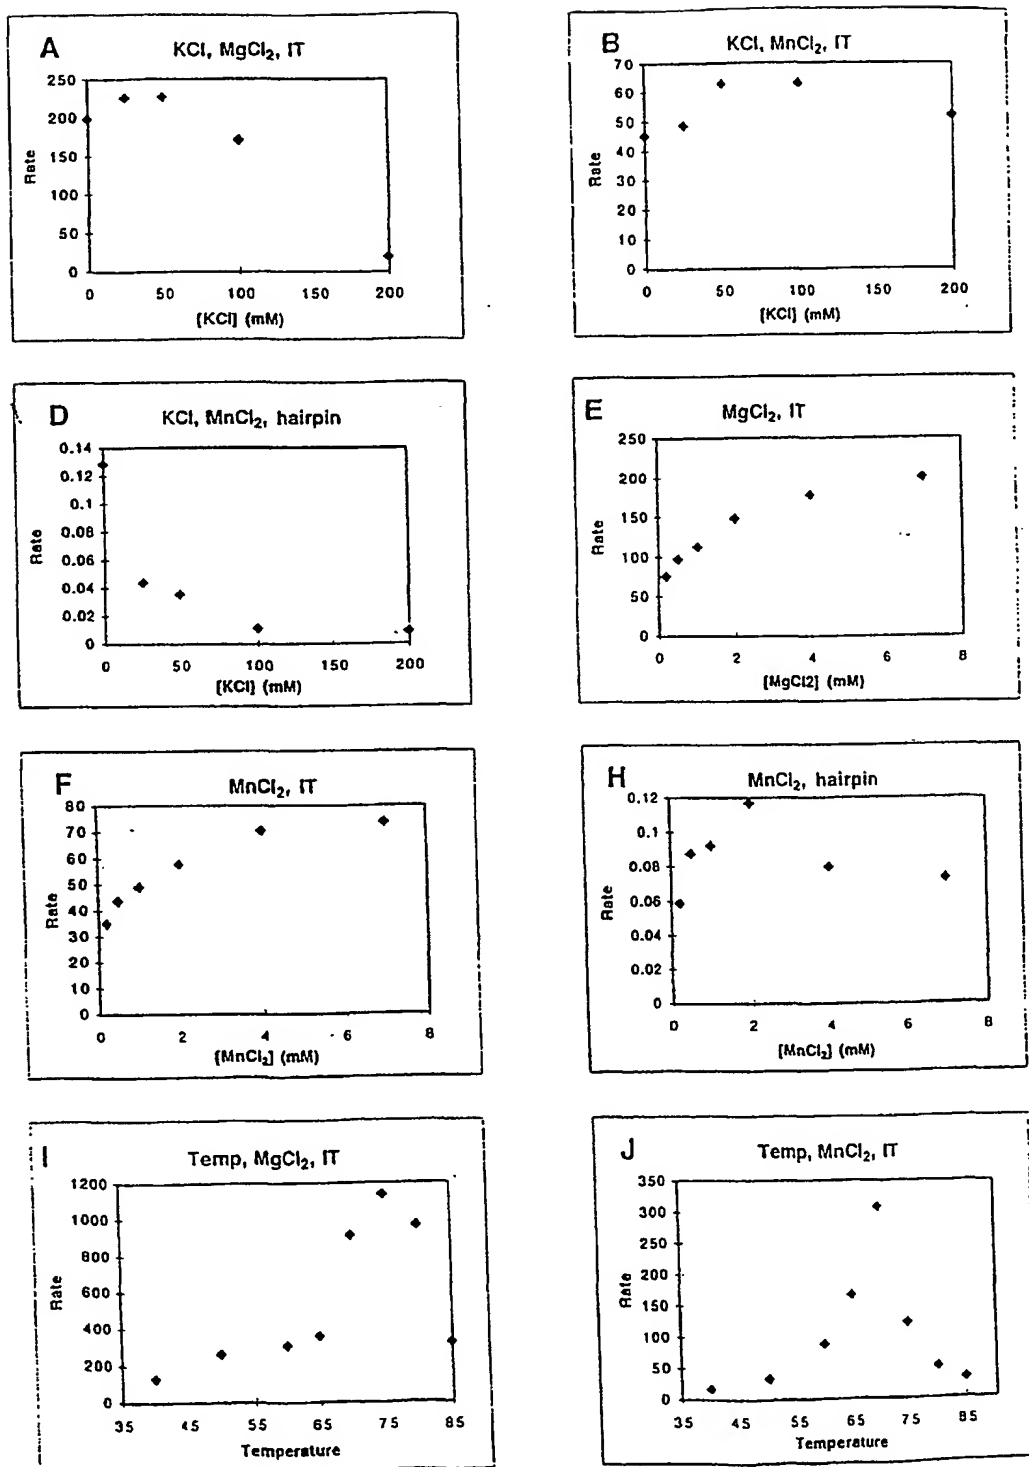 A
KCl, MgCl₂, IT
250
200
150
100
50
0
Rate
0 50 100 150 200
[KCl] (mM)
B
KCl, MnCl₂, IT
70
60
50
40
30
20
10
0
Rate
0 50 100 150 200
[KCl] (mM)
D
KCl, MnCl₂, hairpin
0.14
0.12
0.1
0.08
0.06
0.04
0.02
0
Rate
0 50 100 150 200
[KCl] (mM)
E
MgCl₂, IT
250
200
150
100
50
0
Rate
0 2 4 6 8
[MgCl2] (mM)
F
MnCl₂, IT
80
70
60
50
40
30
20
10
0
Rate
0 2 4 6 8
[MnCl₂] (mM)
H
MnCl₂, hairpin
0.12
0.1
0.08
0.06
0.04
0.02
0
Rate
0 2 4 6 8
[MnCl₂] (mM)
I
Temp, MgCl₂, IT
1200
1000
800
600
400
200
0
Rate
35 45 55 65 75 85
Temperature
J
Temp, MnCl₂, IT
350
300
250
200
150
100
50
0
Rate
35 45 55 65 75 85
Temperature